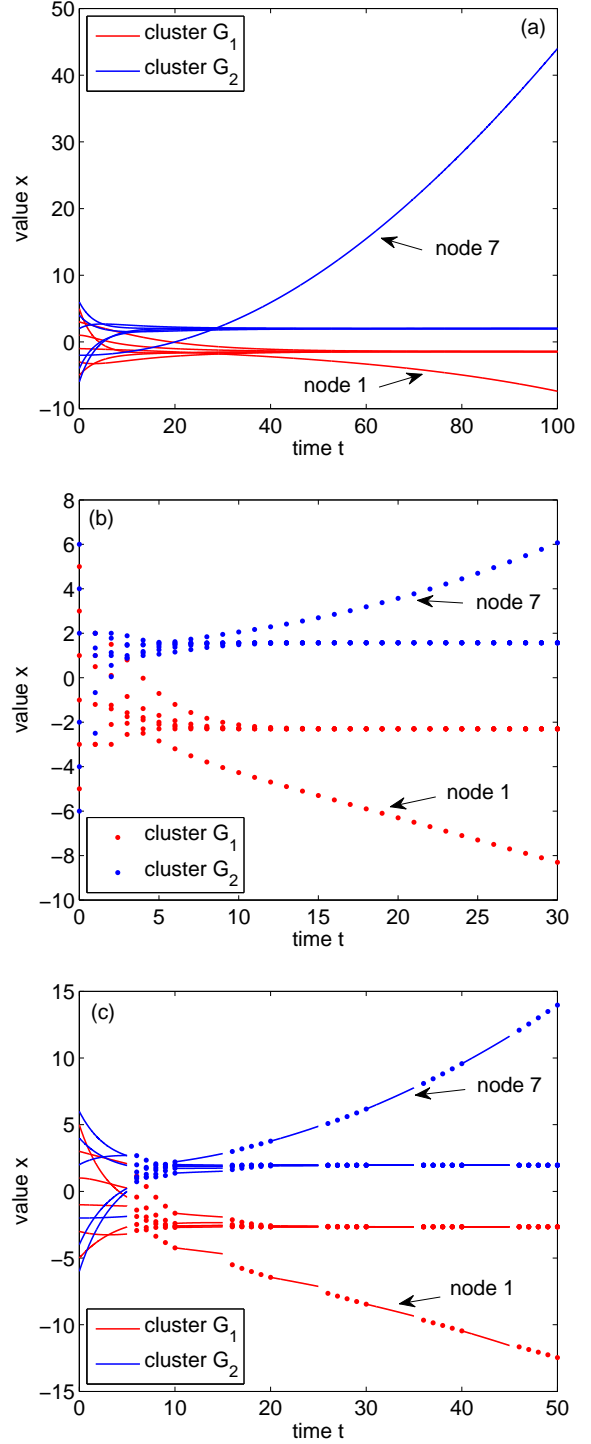 50
40
30
20
10
0
−10
value x
cluster G1
cluster G2
(a)
node 7
node 1
0 20 40 60 80 100
time t
8
6
4
2
0
−2
−4
−6
−8
−10
value x
(b)
node 7
node 1
cluster G1
cluster G2
0 5 10 15 20 25 30
time t
15
10
5
0
−5
−10
−15
value x
(c)
node 7
node 1
cluster G1
cluster G2
0 10 20 30 40 50
time t